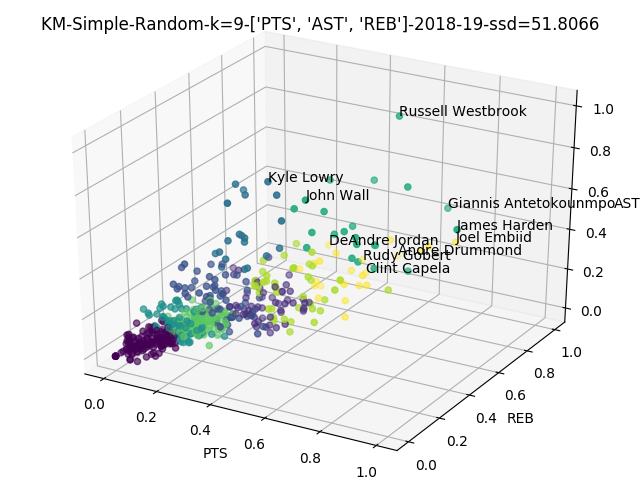 KM-Simple-Random-k=9-['PTS', 'AST', 'REB']-2018-19-ssd=51.8066
Russell Westbrook
Kyle Lowry
John Wall
Giannis Antetokounmpo
AST
James Harden
Joel Embid
DeAndre Jordan
Andre Drummond
Rudy Gobert
Clint Capela
1.0
0.8
0.6
0.4
0.2
0.0
0.0
0.2
0.4
0.6
0.8
1.0
PTS
1.0
0.8
0.6
0.4
0.2
0.0
REB